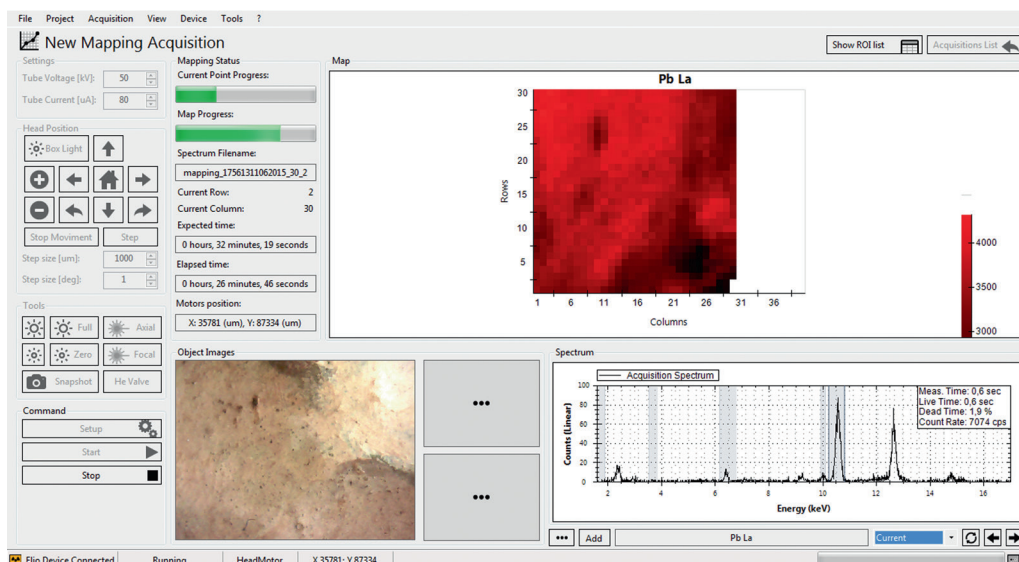 File Project Acquisition View Device Tools ?
New Mapping Acquisition
Show ROI list
Acquisitions List
Settings
Tube Voltage [kV]: 50
Tube Current [uA]: 80
Head Position
Box Light
Stop Movement Step
Step size [um]: 1000
Step size [deg]: 1
Tools
Full Axial
Zero Focal
Snapshot He Valve
Command
Setup
Start
Stop
Mapping Status
Current Point Progress:
Map Progress:
Spectrum Filename:
mapping_17561311062015_30_2
Current Row: 2
Current Column: 30
Expected time:
0 hours, 32 minutes, 19 seconds
Elapsed time:
0 hours, 26 minutes, 46 seconds
Motors position:
X: 35781 (um), Y: 87334 (um)
Map
Pb La
30
25
20
15
10
5
Rows
1 6 11 16 21 26 31 36
Columns
4000
3500
3000
Object Images
•••
•••
Spectrum
Acquisition Spectrum
Meas. Time: 0,6 sec
Live Time: 0,6 sec
Dead Time: 1,9 %
Count Rate: 7074 cps
100
80
60
40
20
0
Counts (Linear)
2 4 6 8 10 12 14 16
Energy (keV)
••• Add Pb La Current
Elio Device Connected Running HeadMotor X 35781; Y 87334